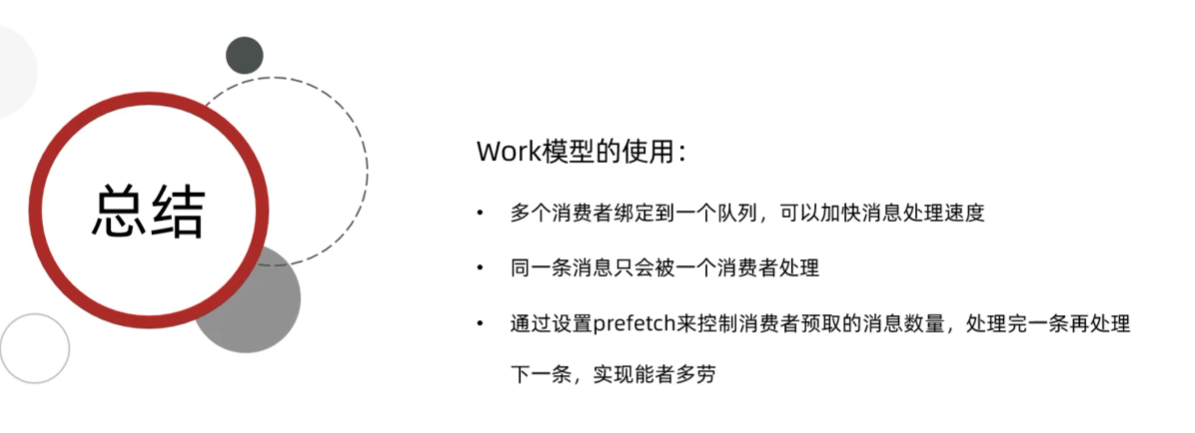 总结
Work模型的使用：
• 多个消费者绑定到一个队列，可以加快消息处理速度
• 同一条消息只会被一个消费者处理
• 通过设置prefetch来控制消费者预取的消息数量，处理完一条再处理
下一条，实现能者多劳